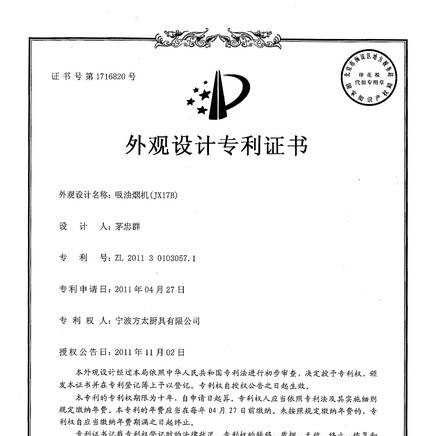 证书号第1716820号
外观设计专利证书
外观设计名称：吸油烟机(JX17H)
设计人：茅忠群
专利号：ZL 2011 3 0103057.1
专利申请日：2011年04月27日
专利权人：宁波方太厨具有限公司
授权公告日：2011年11月02日
本外观设计经过本局依照中华人民共和国专利法进行初步审查，决定授予专利权，颁
发本证书并在专利登记簿上予以登记。专利权自授权公告之日起生效。
本专利的专利权期限为十年，自申请日起算。专利权人应当依照专利法及其实施细则
规定缴纳年费。本专利的年费应当在每年04月27日前缴纳。未按照规定缴纳年费的，专
利权自应当缴纳年费期满之日起终止。